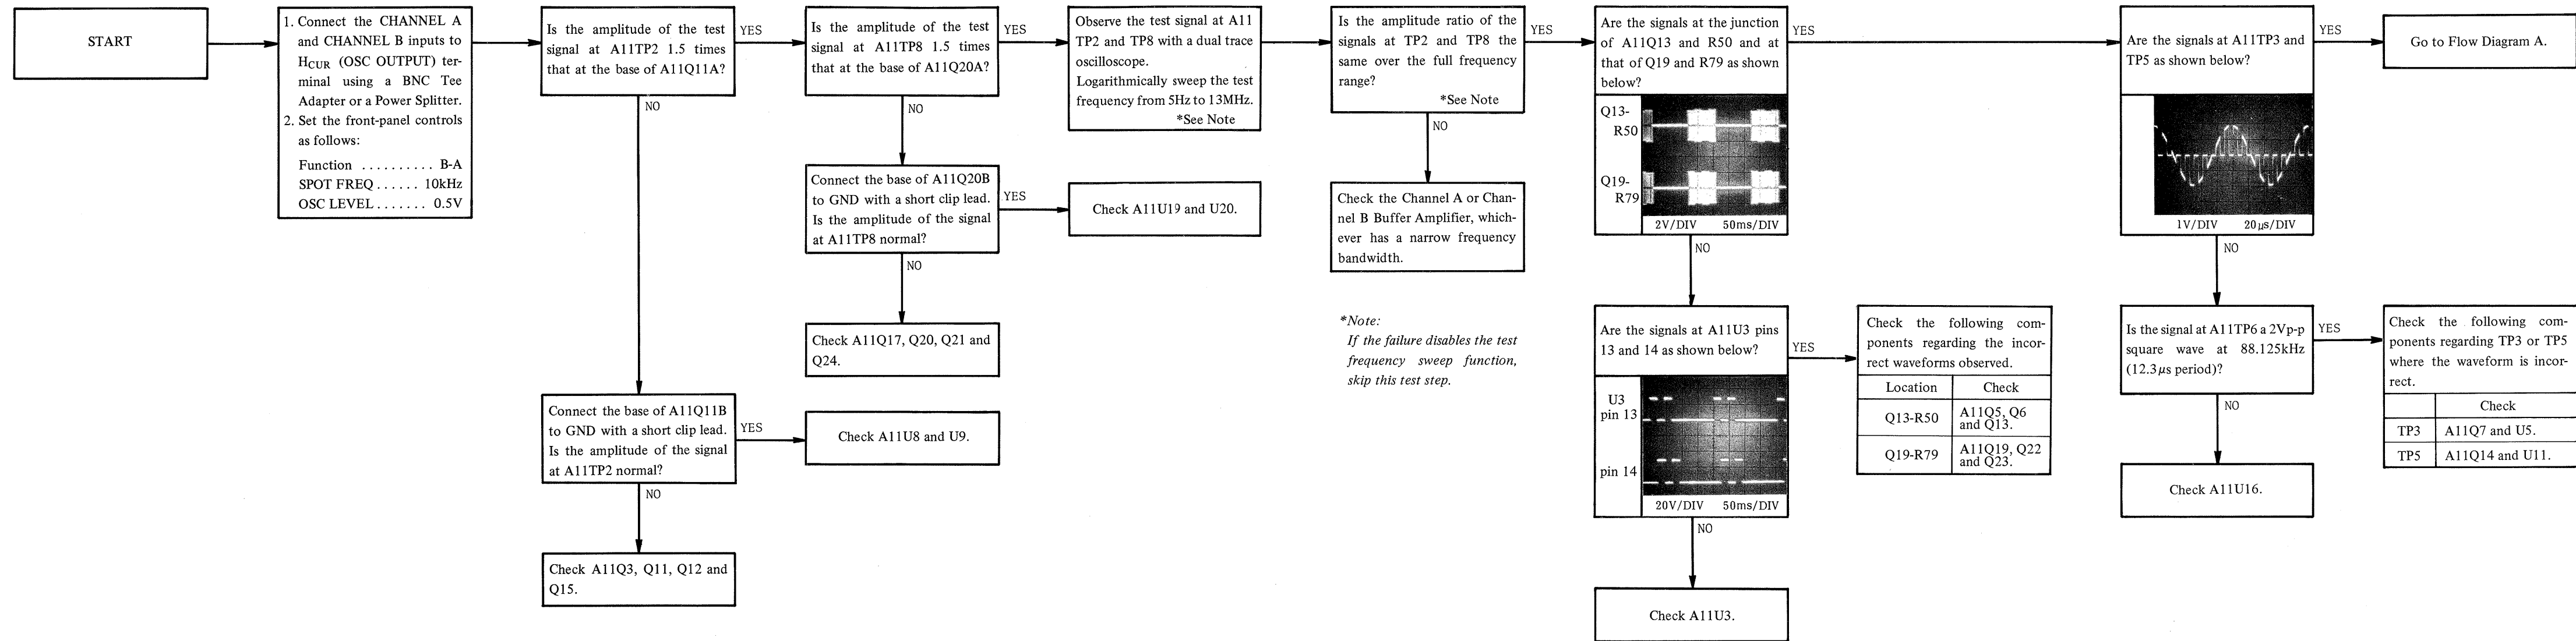 START
1. Connect the CHANNEL A
and CHANNEL B inputs to
HCUR (OSC OUTPUT) ter-
minal using a BNC Tee
Adapter or a Power Splitter.
2. Set the front-panel controls
as follows:
Function .......... B-A
SPOT FREQ ...... 10kHz
OSC LEVEL ....... 0.5V
Is the amplitude of the test
signal at A11TP2 1.5 times
that at the base of A11Q11A?
YES
NO
Connect the base of A11Q11B
to GND with a short clip lead.
Is the amplitude of the signal
at A11TP2 normal?
YES
Check A11U8 and U9.
NO
Check A11Q3, Q11, Q12 and
Q15.
Is the amplitude of the test
signal at A11TP8 1.5 times
that at the base of A11Q20A?
YES
NO
Connect the base of A11Q20B
to GND with a short clip lead.
Is the amplitude of the signal
at A11TP8 normal?
YES
Check A11U19 and U20.
NO
Check A11Q17, Q20, Q21 and
Q24.
Observe the test signal at A11
TP2 and TP8 with a dual trace
oscilloscope.
Logarithmically sweep the test
frequency from 5Hz to 13MHz.
*See Note
Is the amplitude ratio of the
signals at TP2 and TP8 the
same over the full frequency
range?
*See Note
YES
NO
Check the Channel A or Chan-
nel B Buffer Amplifier, which-
ever has a narrow frequency
bandwidth.
*Note:
If the failure disables the test
frequency sweep function,
skip this test step.
Are the signals at the junction
of A11Q13 and R50 and at
that of Q19 and R79 as shown
below?
Q13-
R50
Q19-
R79
2V/DIV 50ms/DIV
YES
NO
Are the signals at A11U3 pins
13 and 14 as shown below?
U3
pin 13
pin 14
20V/DIV 50ms/DIV
YES
NO
Check A11U3.
Check the following com-
ponents regarding the incor-
rect waveforms observed.
Location Check
Q13-R50 A11Q5, Q6
and Q13.
Q19-R79 A11Q19, Q22
and Q23.
Are the signals at A11TP3 and
TP5 as shown below?
1V/DIV 20μs/DIV
YES
Go to Flow Diagram A.
NO
Is the signal at A11TP6 a 2Vp-p
square wave at 88.125kHz
(12.3μs period)?
YES
NO
Check A11U16.
Check the following com-
ponents regarding TP3 or TP5
where the waveform is incor-
rect.
Check
TP3 A11Q7 and U5.
TP5 A11Q14 and U11.